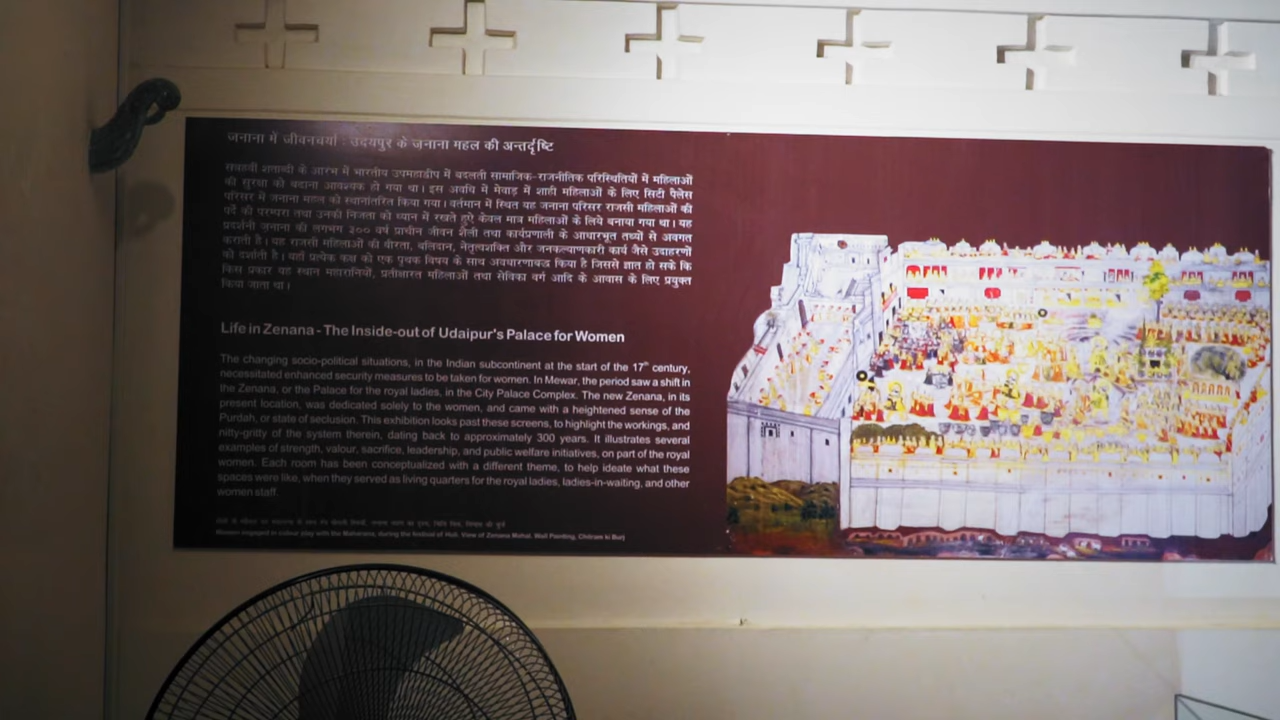 जनाना में जीवनचर्या : उदयपुर के जनाना महल की अन्तर्दृष्टि
सत्रहवीं शताब्दी के आरंभ में भारतीय उपमहाद्वीप में बदलती सामाजिक-राजनीतिक परिस्थितियों में महिलाओं
की सुरक्षा को बढ़ाना आवश्यक हो गया था। इस अवधि में मेवाड़ में शाही महिलाओं के लिए सिटी पैलेस
परिसर में जनाना महल को स्थानांतरित किया गया। वर्तमान में स्थित यह जनाना परिसर राजसी महिलाओं की
पर्दे की परम्परा तथा उनकी निजता को ध्यान में रखते हुऐ केवल मात्र महिलाओं के लिये बनाया गया था। यह
प्रदर्शनी जनाना की लगभग ३०० वर्ष प्राचीन जीवन शैली तथा कार्यप्रणाली के आधारभूत तथ्यों से अवगत
कराती है। यह राजसी महिलाओं की वीरता, बलिदान, नेतृत्वशक्ति और जनकल्याणकारी कार्य जैसे उदाहरणों
को दर्शाती है। यहाँ प्रत्येक कक्ष को एक पृथक विषय के साथ अवधारणाबद्ध किया है जिससे ज्ञात हो सके कि
किस प्रकार यह स्थान महारानियों, प्रतीक्षारत महिलाओं तथा सेविका वर्ग आदि के आवास के लिए प्रयुक्त
किया जाता था।
Life in Zenana - The Inside-out of Udaipur's Palace for Women
The changing socio-political situations, in the Indian subcontinent at the start of the 17th century,
necessitated enhanced security measures to be taken for women. In Mewar, the period saw a shift in
the Zenana, or the Palace for the royal ladies, in the City Palace Complex. The new Zenana, in its
present location, was dedicated solely to the women, and came with a heightened sense of the
Purdah, or state of seclusion. This exhibition looks past these screens, to highlight the workings, and
nitty-gritty of the system therein, dating back to approximately 300 years. It illustrates several
examples of strength, valour, sacrifice, leadership, and public welfare initiatives, on part of the royal
women. Each room has been conceptualized with a different theme, to help ideate what these
spaces were like, when they served as living quarters for the royal ladies, ladies-in-waiting, and other
women staff.
Women engaged in colour play with the Maharana, during the festival of Holi. View of Zenana Mahal. Wall Painting, Chitram ki Burj